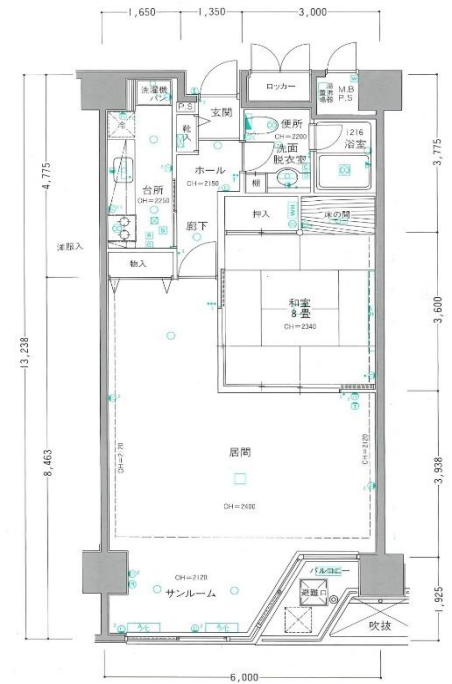 1,650
1,350
3,000
洗濯機
パン
P.S
ロッカー
M.B
P.S
玄関
冷
靴入
便所
CH=2200
洗面
脱衣室
1216
浴室
ホール
CH=2150
台所
CH=2250
棚
押入
床の間
廊下
洋服入
物入
和室
8畳
CH=2340
4,775
13,238
8,463
3,775
3,600
3,938
1,925
居間
CH=2400
CH=2120
CH=2120
CH=2120
サンルーム
バルコニー
避難口
吹抜
6,000